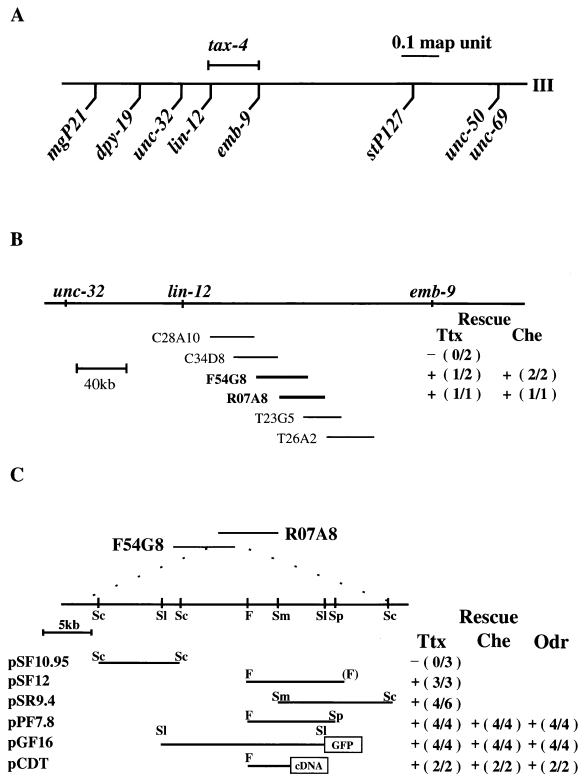 A
tax-4
0.1 map unit
III
mgP21 dpy-19 unc-32 lin-12 emb-9 stP127 unc-50 unc-69
B
unc-32 lin-12 emb-9
Rescue
Ttx Che
C28A10
C34D8 − (0/2)
40kb F54G8 + (1/2) + (2/2)
R07A8 + (1/1) + (1/1)
T23G5
T26A2
C
R07A8
F54G8
Sc Sl Sc F Sm Sl Sp Sc
5kb
Rescue
Ttx Che Odr
pSF10.95 Sc Sc − (0/3)
pSF12 F (F) + (3/3)
pSR9.4 Sm Sc + (4/6)
pPF7.8 F Sp + (4/4) + (4/4) + (4/4)
pGF16 Sl Sl GFP + (4/4) + (4/4) + (4/4)
pCDT F cDNA + (2/2) + (2/2) + (2/2)